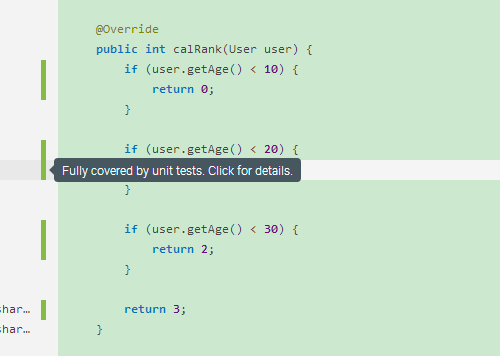 @Override
public int calRank(User user) {
if (user.getAge() < 10) {
return 0;
}
if (user.getAge() < 20) {
Fully covered by unit tests. Click for details.
}
if (user.getAge() < 30) {
return 2;
}
shar…
return 3;
shar…
}